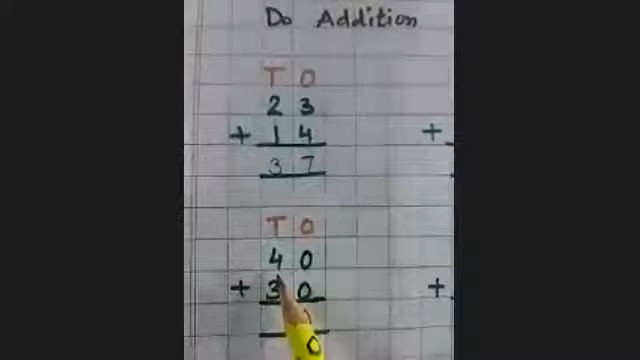 Do Addition
T O
2 3
+ 1 4 +
3 7
T O
4 0
+ 3 0 +